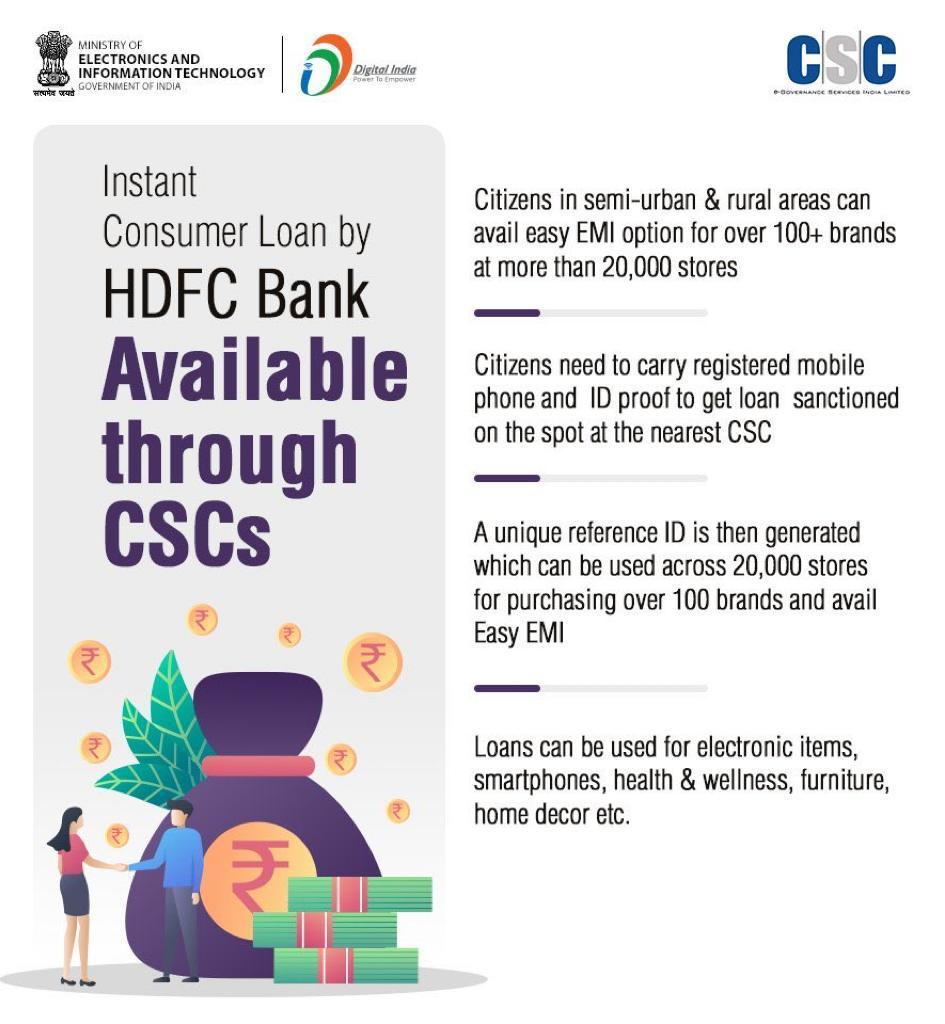 MINISTRY OF
ELECTRONICS AND
INFORMATION TECHNOLOGY
GOVERNMENT OF INDIA
सत्यमेव जयते
Digital India
Power To Empower
CSC
e-Governance Services India Limited
Instant
Consumer Loan by
HDFC Bank
Available
through
CSCs
Citizens in semi-urban & rural areas can
avail easy EMI option for over 100+ brands
at more than 20,000 stores
Citizens need to carry registered mobile
phone and ID proof to get loan sanctioned
on the spot at the nearest CSC
A unique reference ID is then generated
which can be used across 20,000 stores
for purchasing over 100 brands and avail
Easy EMI
Loans can be used for electronic items,
smartphones, health & wellness, furniture,
home decor etc.